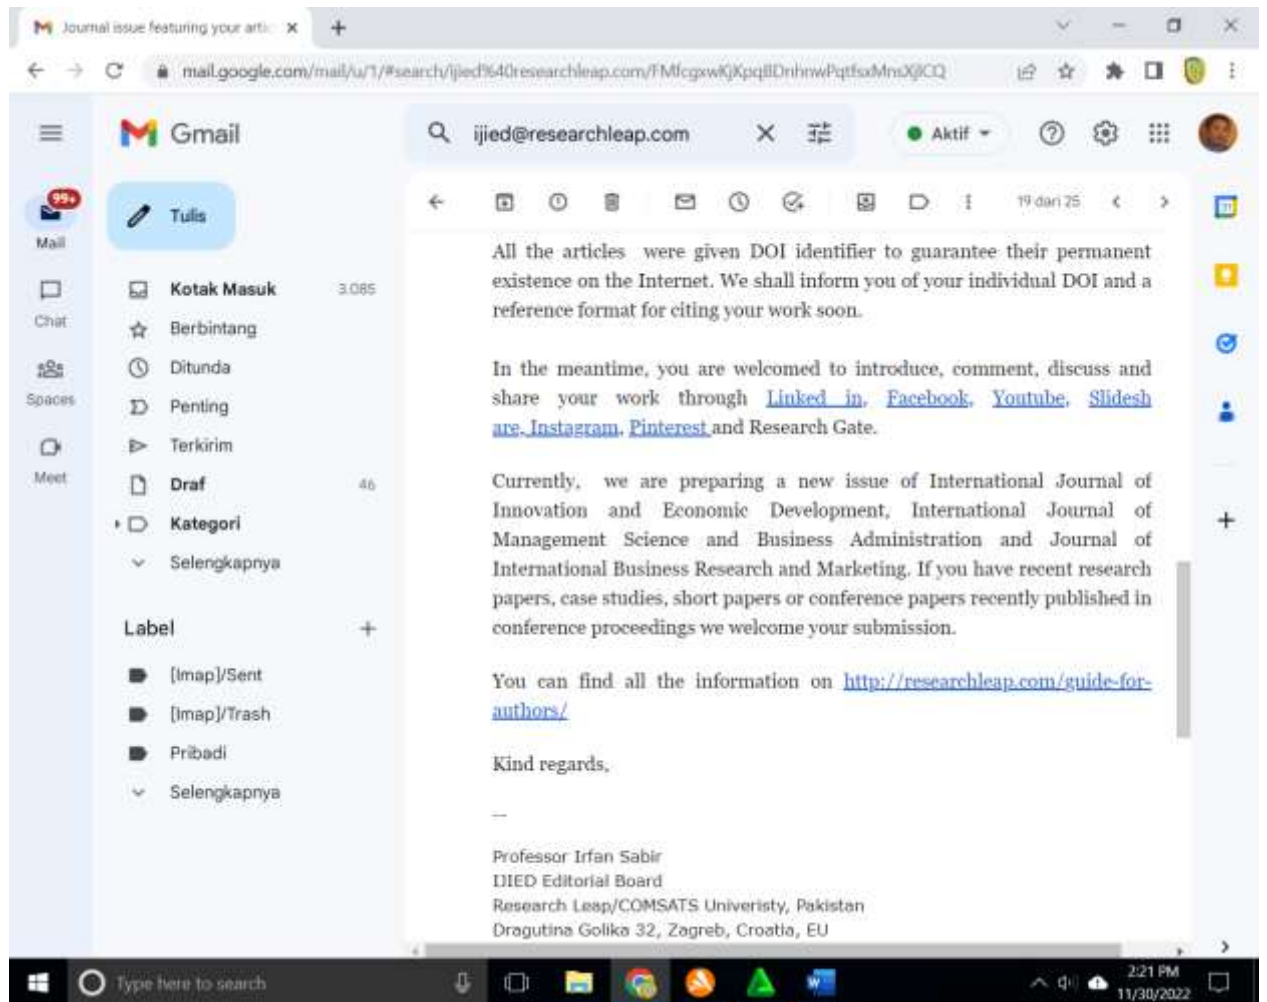 Journal issue featuring your artic
mail.google.com/mail/u/1/#search/ijied%40researchleap.com/
Gmail
ijied@researchleap.com
Aktif
99+
Mail
Chat
Spaces
Meet
Tulis
Kotak Masuk 3.085
Berbintang
Ditunda
Penting
Terkirim
Draf 46
Kategori
Selengkapnya
Label
[Imap]/Sent
[Imap]/Trash
Pribadi
Selengkapnya
19 dari 25
All the articles were given DOI identifier to guarantee their permanent
existence on the Internet. We shall inform you of your individual DOI and a
reference format for citing your work soon.
In the meantime, you are welcomed to introduce, comment, discuss and
share your work through Linked in, Facebook, Youtube, Slidesh
are, Instagram, Pinterest and Research Gate.
Currently, we are preparing a new issue of International Journal of
Innovation and Economic Development, International Journal of
Management Science and Business Administration and Journal of
International Business Research and Marketing. If you have recent research
papers, case studies, short papers or conference papers recently published in
conference proceedings we welcome your submission.
You can find all the information on http://researchleap.com/guide-for-
authors/
Kind regards,
--
Professor Irfan Sabir
IJIED Editorial Board
Research Leap/COMSATS Univeristy, Pakistan
Dragutina Golika 32, Zagreb, Croatia, EU
Type here to search
2:21 PM
11/30/2022